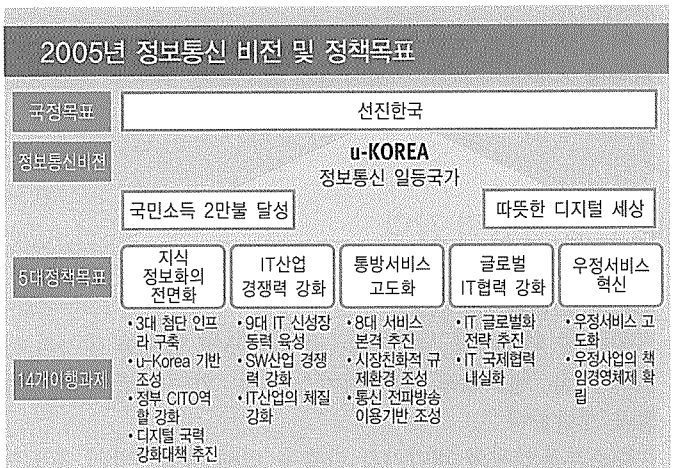 2005년 정보통신 비전 및 정책목표
국정목표
선진한국
정보통신비젼
u-KOREA
정보통신 일등국가
국민소득 2만불 달성
따뜻한 디지털 세상
5대정책목표
지식
정보화의
전면화
IT산업
경쟁력 강화
통방서비스
고도화
글로벌
IT협력 강화
우정서비스
혁신
14개이행과제
•3대 첨단 인프
라 구축
•u-Korea 기반
조성
•정부 CITO역
할 강화
•디지털 국력
강화대책 추진
•9대 IT 신성장
동력 육성
•SW산업 경쟁
력 강화
•IT산업의 체질
강화
•8대 서비스
본격 추진
•시장친화적 규
제환경 조성
•통신 전파방송
이용기반 조성
•IT 글로벌화
전략 추진
•IT 국제협력
내실화
•우정서비스 고
도화
•우정사업의 책
임경영체제 확
립